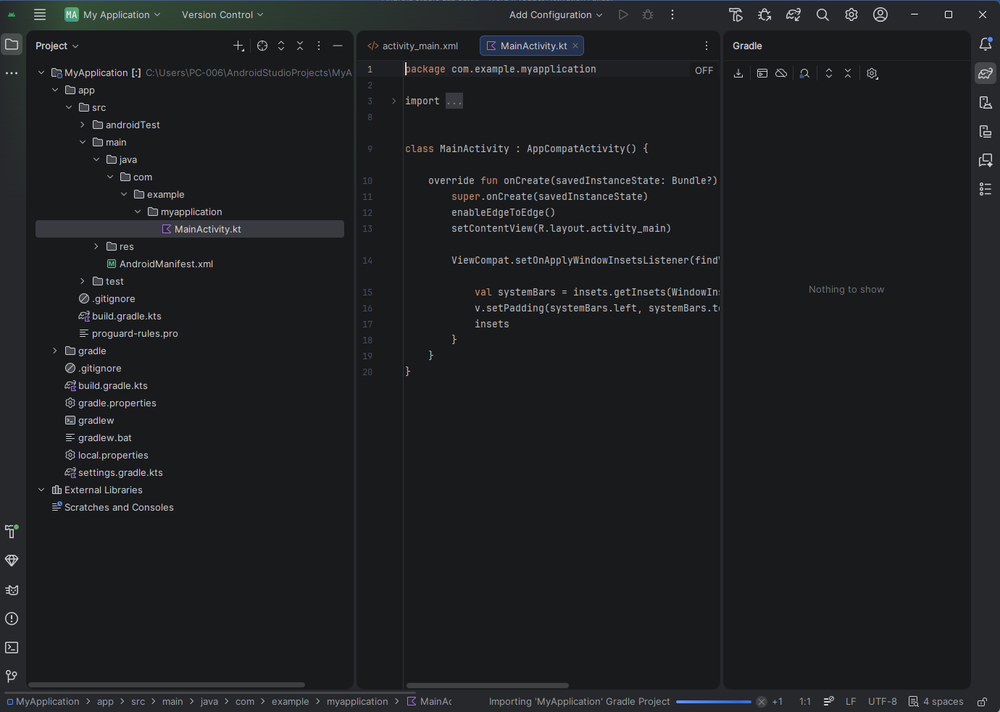 MA My Application Version Control Add Configuration
Project
MyApplication [:] C:\Users\PC-006\AndroidStudioProjects\MyA
app
src
androidTest
main
java
com
example
myapplication
MainActivity.kt
res
AndroidManifest.xml
test
.gitignore
build.gradle.kts
proguard-rules.pro
gradle
.gitignore
build.gradle.kts
gradle.properties
gradlew
gradlew.bat
local.properties
settings.gradle.kts
External Libraries
Scratches and Consoles
activity_main.xml MainActivity.kt
1 package com.example.myapplication OFF
2
3 import ...
8
9 class MainActivity : AppCompatActivity() {
10 override fun onCreate(savedInstanceState: Bundle?)
11 super.onCreate(savedInstanceState)
12 enableEdgeToEdge()
13 setContentView(R.layout.activity_main)
14 ViewCompat.setOnApplyWindowInsetsListener(find
15 val systemBars = insets.getInsets(WindowIn
16 v.setPadding(systemBars.left, systemBars.t
17 insets
18 }
19 }
20 }
Gradle
Nothing to show
MyApplication app src main java com example myapplication MainAc Importing 'MyApplication' Gradle Project +1 1:1 LF UTF-8 4 spaces